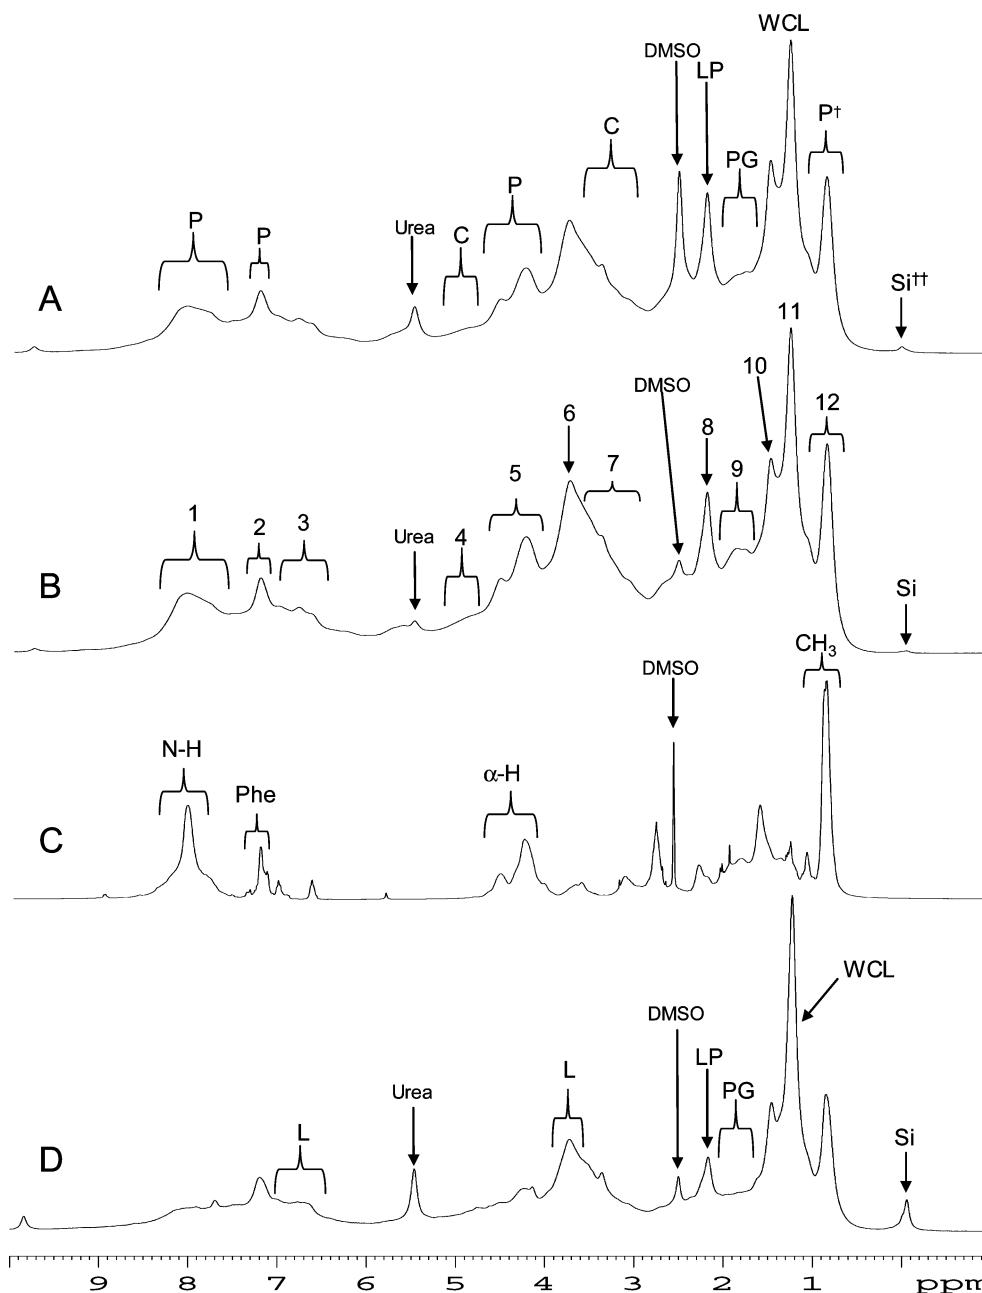 WCL
DMSO
LP
P†
C
PG
P
P
Urea
C
P
A
Si††
11
10
DMSO
12
6
8
7
9
5
1
2
3
Urea
4
B
Si
CH3
DMSO
N-H
α-H
Phe
C
WCL
DMSO
LP
L
PG
Urea
L
Si
D
9 8 7 6 5 4 3 2 1 ppm